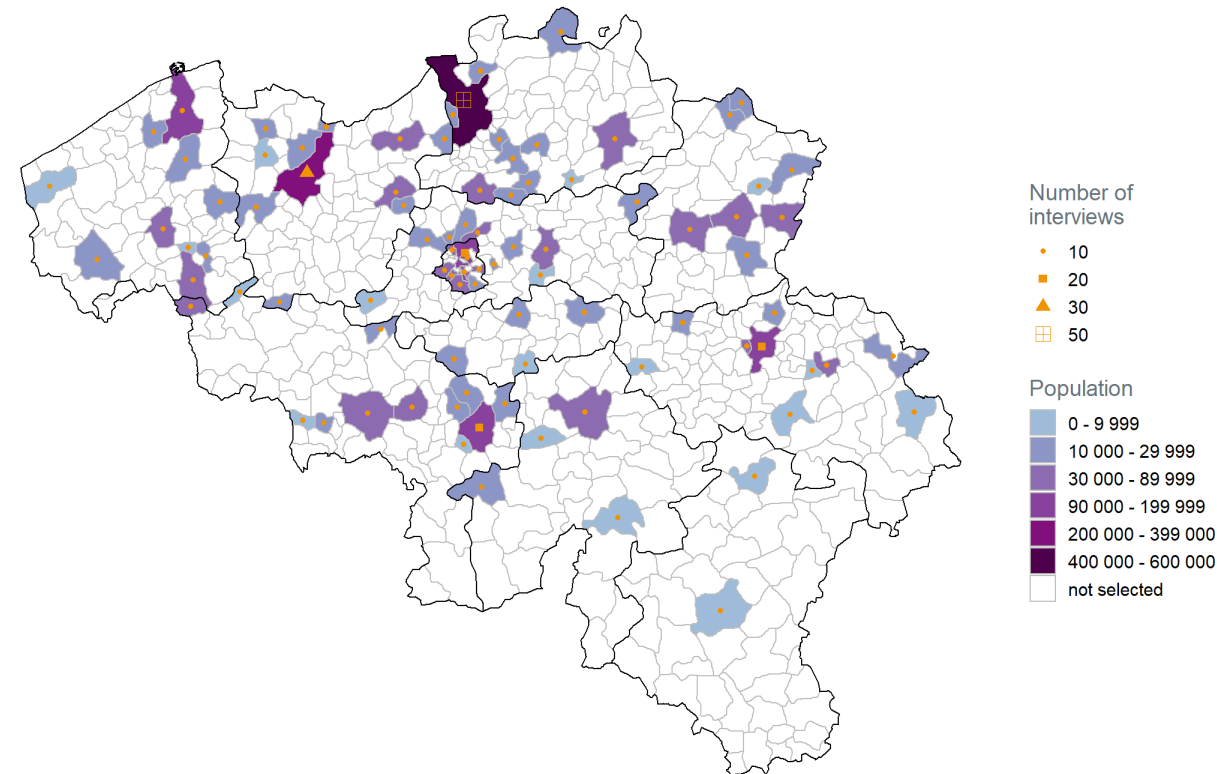 Number of
interviews
10
20
30
50
Population
0 - 9 999
10 000 - 29 999
30 000 - 89 999
90 000 - 199 999
200 000 - 399 000
400 000 - 600 000
not selected